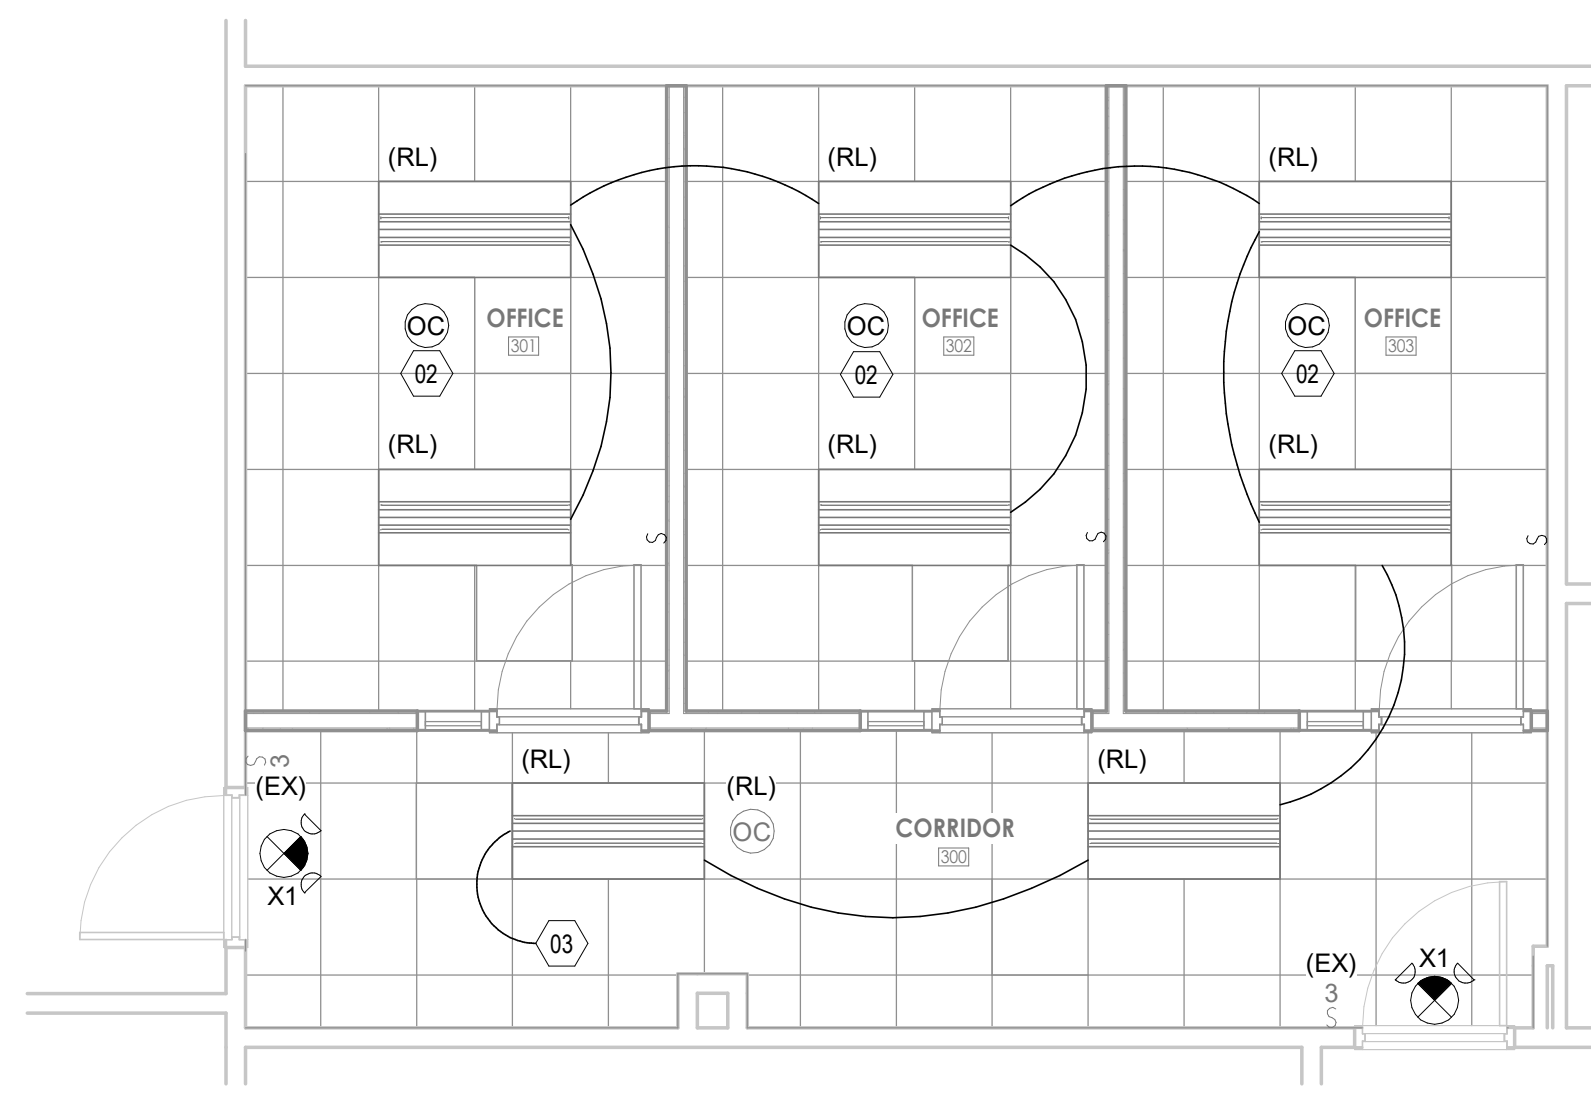 (RL)
(RL)
(RL)
OC
OFFICE
301
02
OC
OFFICE
302
02
OC
OFFICE
303
02
(RL)
(RL)
(RL)
S
S
S
S
3
(EX)
X1
(RL)
(RL)
OC
CORRIDOR
300
(RL)
03
(EX)
3
S
X1